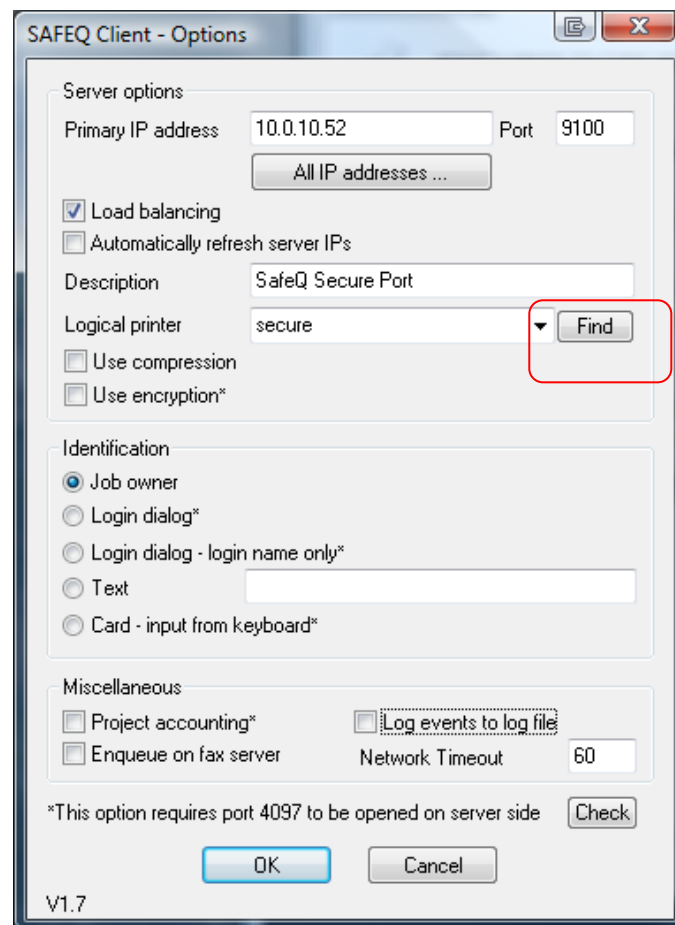 SAFEQ Client - Options
Server options
Primary IP address 10.0.10.52 Port 9100
All IP addresses ...
Load balancing
Automatically refresh server IPs
Description SafeQ Secure Port
Logical printer secure Find
Use compression
Use encryption*
Identification
Job owner
Login dialog*
Login dialog - login name only*
Text
Card - input from keyboard*
Miscellaneous
Project accounting* Log events to log file
Enqueue on fax server Network Timeout 60
*This option requires port 4097 to be opened on server side Check
OK Cancel
V1.7